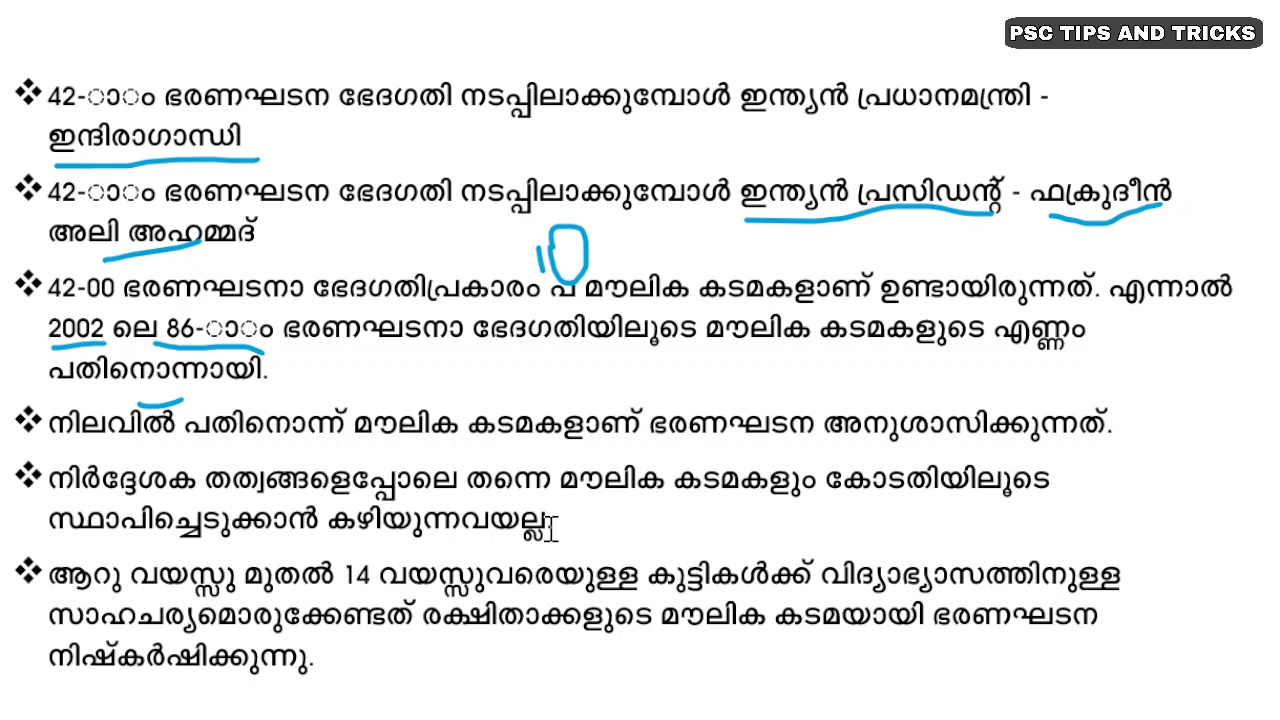 PSC TIPS AND TRICKS
❖ 42-ാാം ഭരണഘടന ഭേദഗതി നടപ്പിലാക്കുമ്പോൾ ഇന്ത്യൻ പ്രധാനമന്ത്രി -
ഇന്ദിരാഗാന്ധി
❖ 42-ാാം ഭരണഘടന ഭേദഗതി നടപ്പിലാക്കുമ്പോൾ ഇന്ത്യൻ പ്രസിഡന്റ് - ഫക്രുദീൻ
അലി അഹമ്മദ്
10
❖ 42-00 ഭരണഘടനാ ഭേദഗതിപ്രകാരം പ മൗലിക കടമകളാണ് ഉണ്ടായിരുന്നത്. എന്നാൽ
2002 ലെ 86-ാാം ഭരണഘടനാ ഭേദഗതിയിലൂടെ മൗലിക കടമകളുടെ എണ്ണം
പതിനൊന്നായി.
❖ നിലവിൽ പതിനൊന്ന് മൗലിക കടമകളാണ് ഭരണഘടന അനുശാസിക്കുന്നത്.
❖ നിർദ്ദേശക തത്വങ്ങളെപ്പോലെ തന്നെ മൗലിക കടമകളും കോടതിയിലൂടെ
സ്ഥാപിച്ചെടുക്കാൻ കഴിയുന്നവയല്ല.
❖ ആറു വയസ്സു മുതൽ 14 വയസ്സുവരെയുള്ള കുട്ടികൾക്ക് വിദ്യാഭ്യാസത്തിനുള്ള
സാഹചര്യമൊരുക്കേണ്ടത് രക്ഷിതാക്കളുടെ മൗലിക കടമയായി ഭരണഘടന
നിഷ്കർഷിക്കുന്നു.